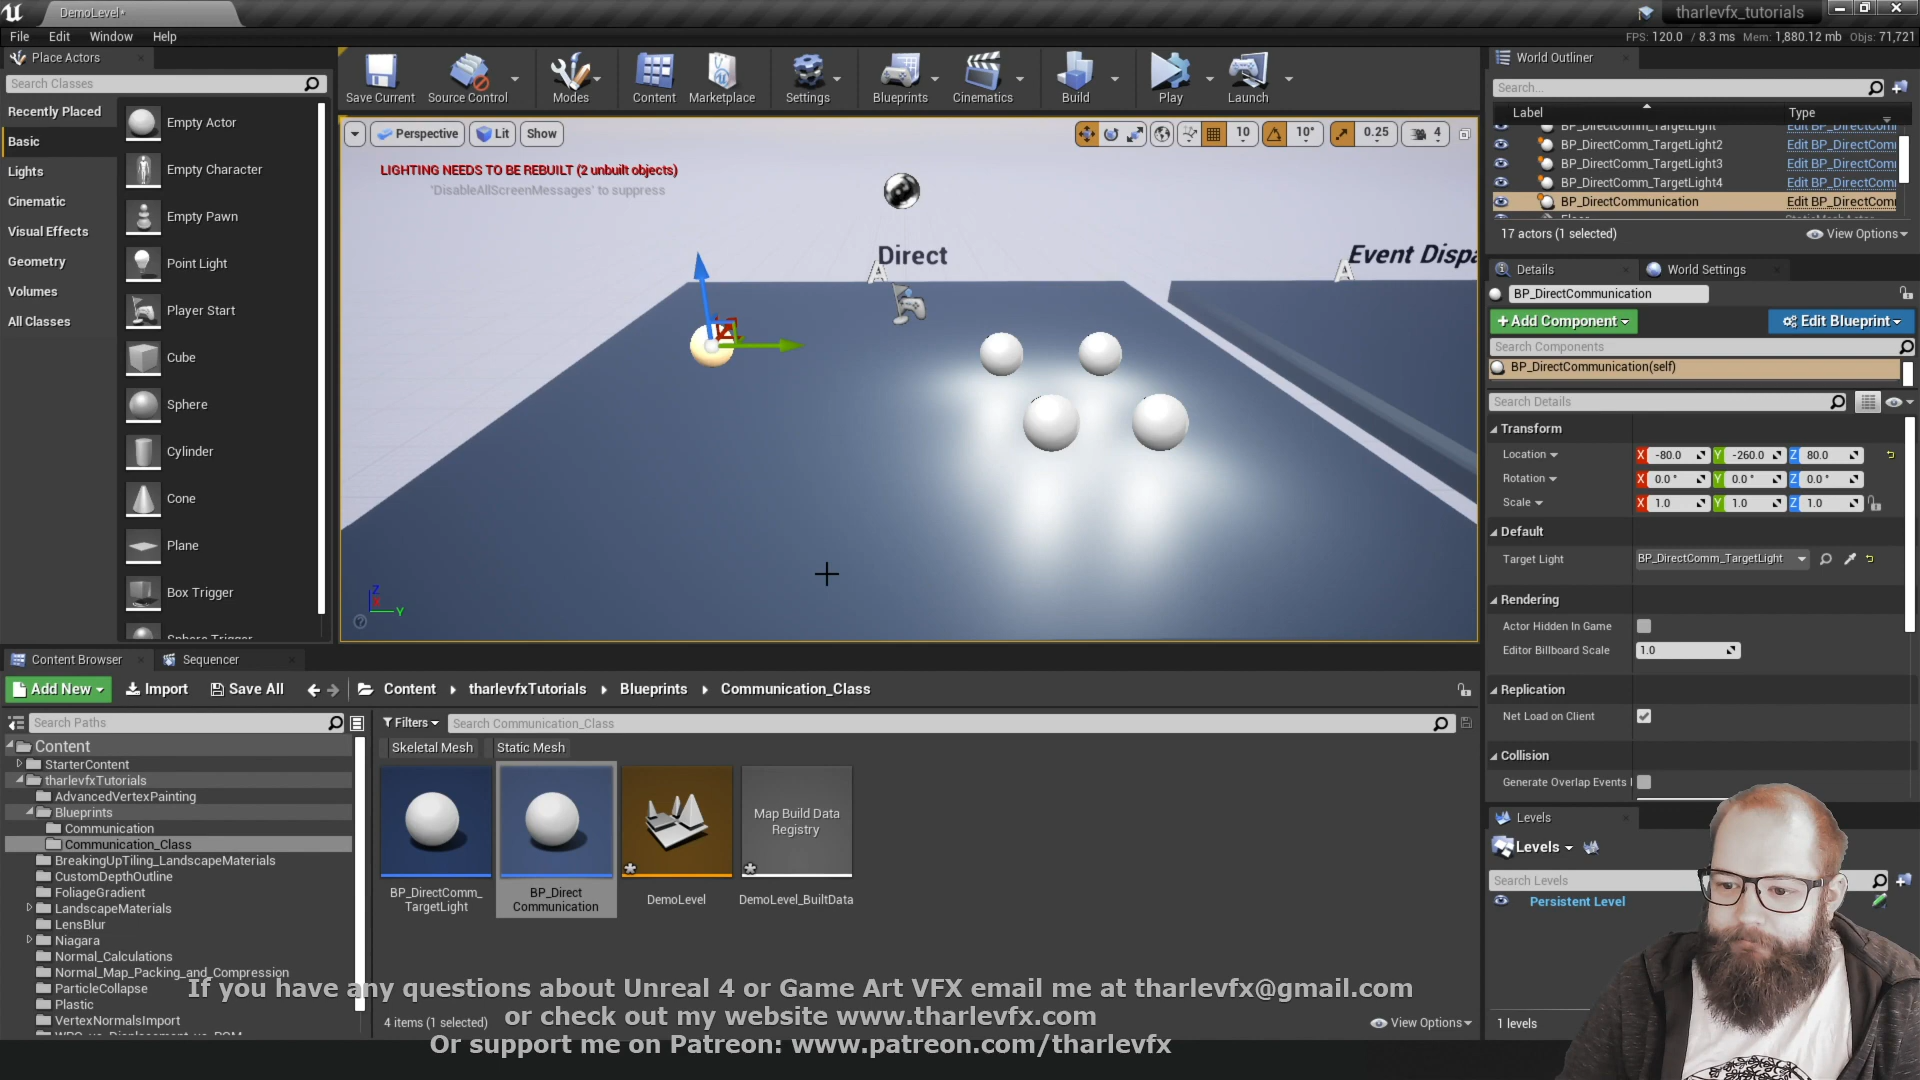 DemoLevel•
tharlevfx_tutorials
File Edit Window Help
FPS: 120.0 / 8.3 ms Mem: 1,880.12 mb Objs: 71,721
Place Actors
Search Classes
Recently Placed
Basic
Lights
Cinematic
Visual Effects
Geometry
Volumes
All Classes
Empty Actor
Empty Character
Empty Pawn
Point Light
Player Start
Cube
Sphere
Cylinder
Cone
Plane
Box Trigger
Sphere Trigger
Save Current Source Control Modes Content Marketplace Settings Blueprints Cinematics Build Play Launch
Perspective Lit Show
10 10° 0.25 4
LIGHTING NEEDS TO BE REBUILT (2 unbuilt objects)
'DisableAllScreenMessages' to suppress
Direct
Event Dispa
Z
Y
World Outliner
Search...
Label Type
BP_DirectComm_TargetLight Edit BP_DirectComm
BP_DirectComm_TargetLight2 Edit BP_DirectComm
BP_DirectComm_TargetLight3 Edit BP_DirectComm
BP_DirectComm_TargetLight4 Edit BP_DirectComm
BP_DirectCommunication Edit BP_DirectComm
Floor StaticMeshActor
17 actors (1 selected) View Options
Details World Settings
BP_DirectCommunication
+ Add Component Edit Blueprint
Search Components
BP_DirectCommunication(self)
Search Details
Transform
Location X -80.0 Y -260.0 Z 80.0
Rotation X 0.0 ° Y 0.0 ° Z 0.0 °
Scale X 1.0 Y 1.0 Z 1.0
Default
Target Light BP_DirectComm_TargetLight
Rendering
Actor Hidden In Game
Editor Billboard Scale 1.0
Replication
Net Load on Client
Collision
Generate Overlap Events
Levels
Levels
Search Levels
Persistent Level
1 levels
Content Browser Sequencer
Add New Import Save All Content tharlevfxTutorials Blueprints Communication_Class
Search Paths
Filters Search Communication_Class
Skeletal Mesh Static Mesh
Content
StarterContent
tharlevfxTutorials
AdvancedVertexPainting
Blueprints
Communication
Communication_Class
BreakingUpTiling_LandscapeMaterials
CustomDepthOutline
FoliageGradient
LandscapeMaterials
LensBlur
Niagara
Normal_Calculations
Normal_Map_Packing_and_Compression
ParticleCollapse
Plastic
VertexNormalsImport
BP_DirectComm_
TargetLight
BP_Direct
Communication
DemoLevel
Map Build Data
Registry
DemoLevel_BuiltData
4 items (1 selected) View Options
If you have any questions about Unreal 4 or Game Art VFX email me at tharlevfx@gmail.com
or check out my website www.tharlevfx.com
Or support me on Patreon: www.patreon.com/tharlevfx